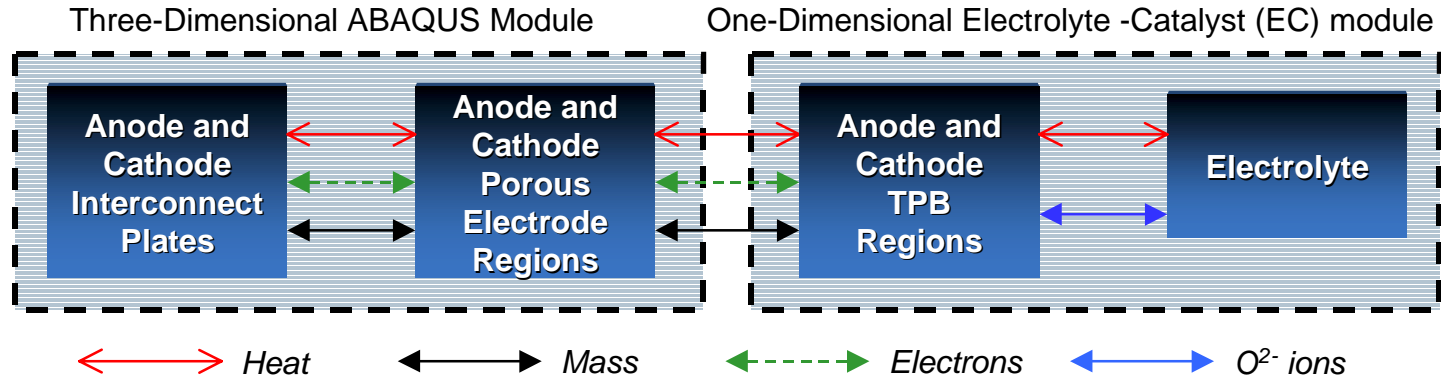 Three-Dimensional ABAQUS Module
One-Dimensional Electrolyte -Catalyst (EC) module
Anode and
Cathode
Interconnect
Plates
Anode and
Cathode
Porous
Electrode
Regions
Anode and
Cathode
TPB
Regions
Electrolyte
Heat
Mass
Electrons
O²⁻ ions